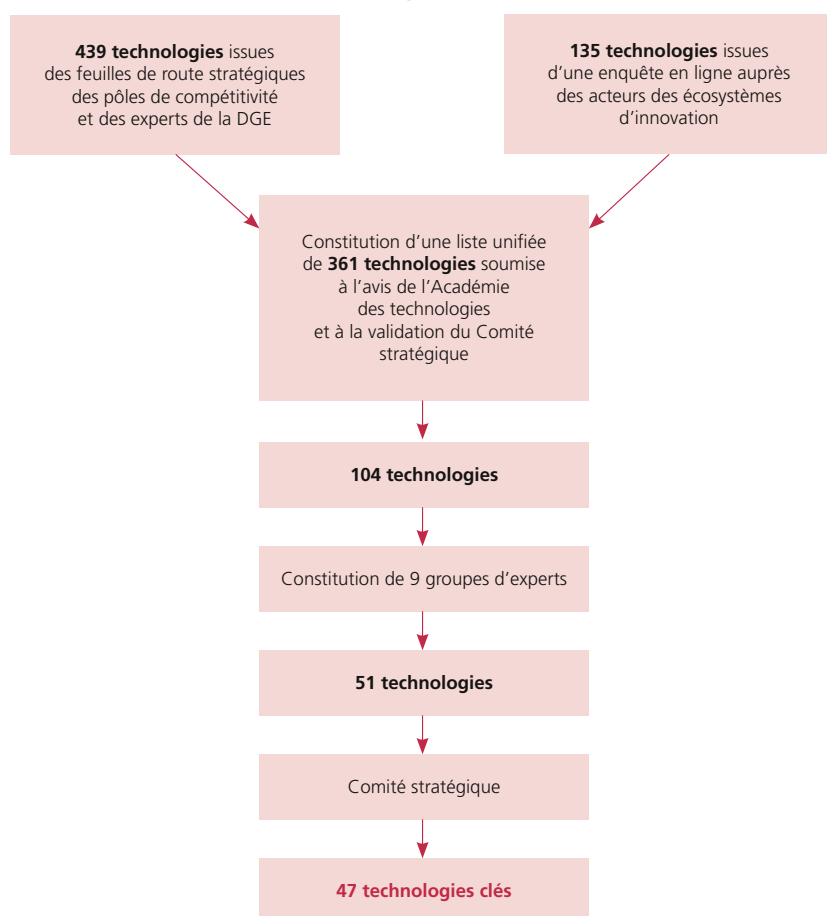 439 technologies issues
des feuilles de route stratégiques
des pôles de compétitivité
et des experts de la DGE
135 technologies issues
d'une enquête en ligne auprès
des acteurs des écosystèmes
d'innovation
Constitution d'une liste unifiée
de 361 technologies soumise
à l'avis de l'Académie
des technologies
et à la validation du Comité
stratégique
104 technologies
Constitution de 9 groupes d'experts
51 technologies
Comité stratégique
47 technologies clés